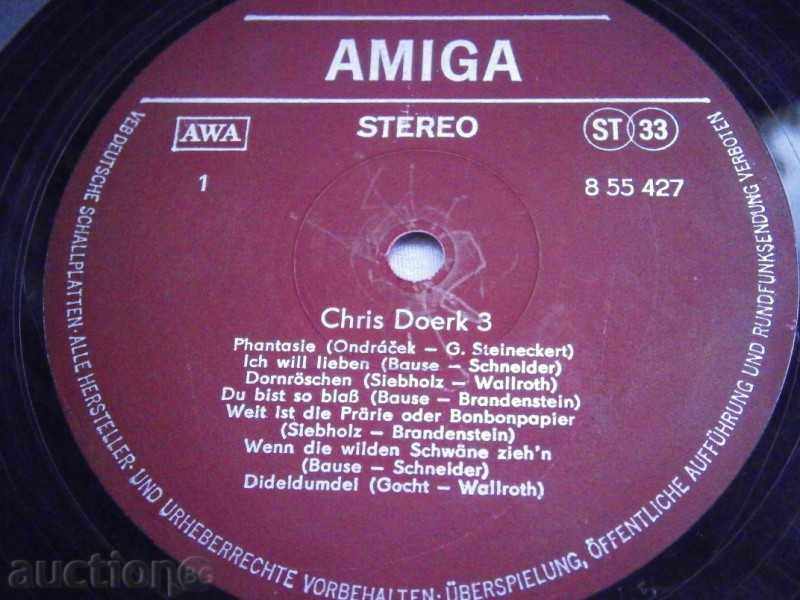 AMIGA
AWA
STEREO
ST 33
1
8 55 427
Chris Doerk 3
Phantasie (Ondráček – G. Steineckert)
Ich will lieben (Bause – Schneider)
Dornröschen (Siebholz – Wallroth)
Du bist so blaß (Bause – Brandenstein)
Weit ist die Prärie oder Bonbonpapier
(Siebholz – Brandenstein)
Wenn die wilden Schwäne zieh'n
(Bause – Schneider)
Dideldumdei (Gocht – Wallroth)
VEB DEUTSCHE SCHALLPLATTEN · ALLE HERSTELLER- UND URHEBERRECHTE VORBEHALTEN · ÜBERSPIELUNG, ÖFFENTLICHE AUFFÜHRUNG UND RUNDFUNKSENDUNG VERBOTEN
auction BG